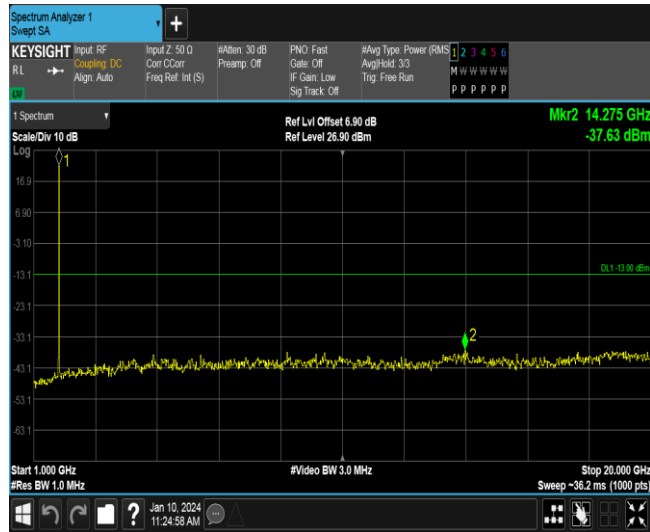 Spectrum Analyzer 1
Swept SA
KEYSIGHT
RL
LXI
Input: RF
Coupling: DC
Align: Auto
Input Z: 50 Ω
Corr CCorr
Freq Ref: Int (S)
#Atten: 30 dB
Preamp: Off
PNO: Fast
Gate: Off
IF Gain: Low
Sig Track: Off
#Avg Type: Power (RMS
Avg|Hold: 3/3
Trig: Free Run
1 2 3 4 5 6
M W W W W W
P P P P P P
1 Spectrum
Scale/Div 10 dB
Ref Lvl Offset 6.90 dB
Ref Level 26.90 dBm
Mkr2 14.275 GHz
-37.63 dBm
Log
1
16.9
6.90
-3.10
-13.1
DL1 -13.00 dBm
-23.1
-33.1
2
-43.1
-53.1
-63.1
Start 1.000 GHz
#Res BW 1.0 MHz
#Video BW 3.0 MHz
Stop 20.000 GHz
Sweep ~36.2 ms (1000 pts)
?
Jan 10, 2024
11:24:58 AM